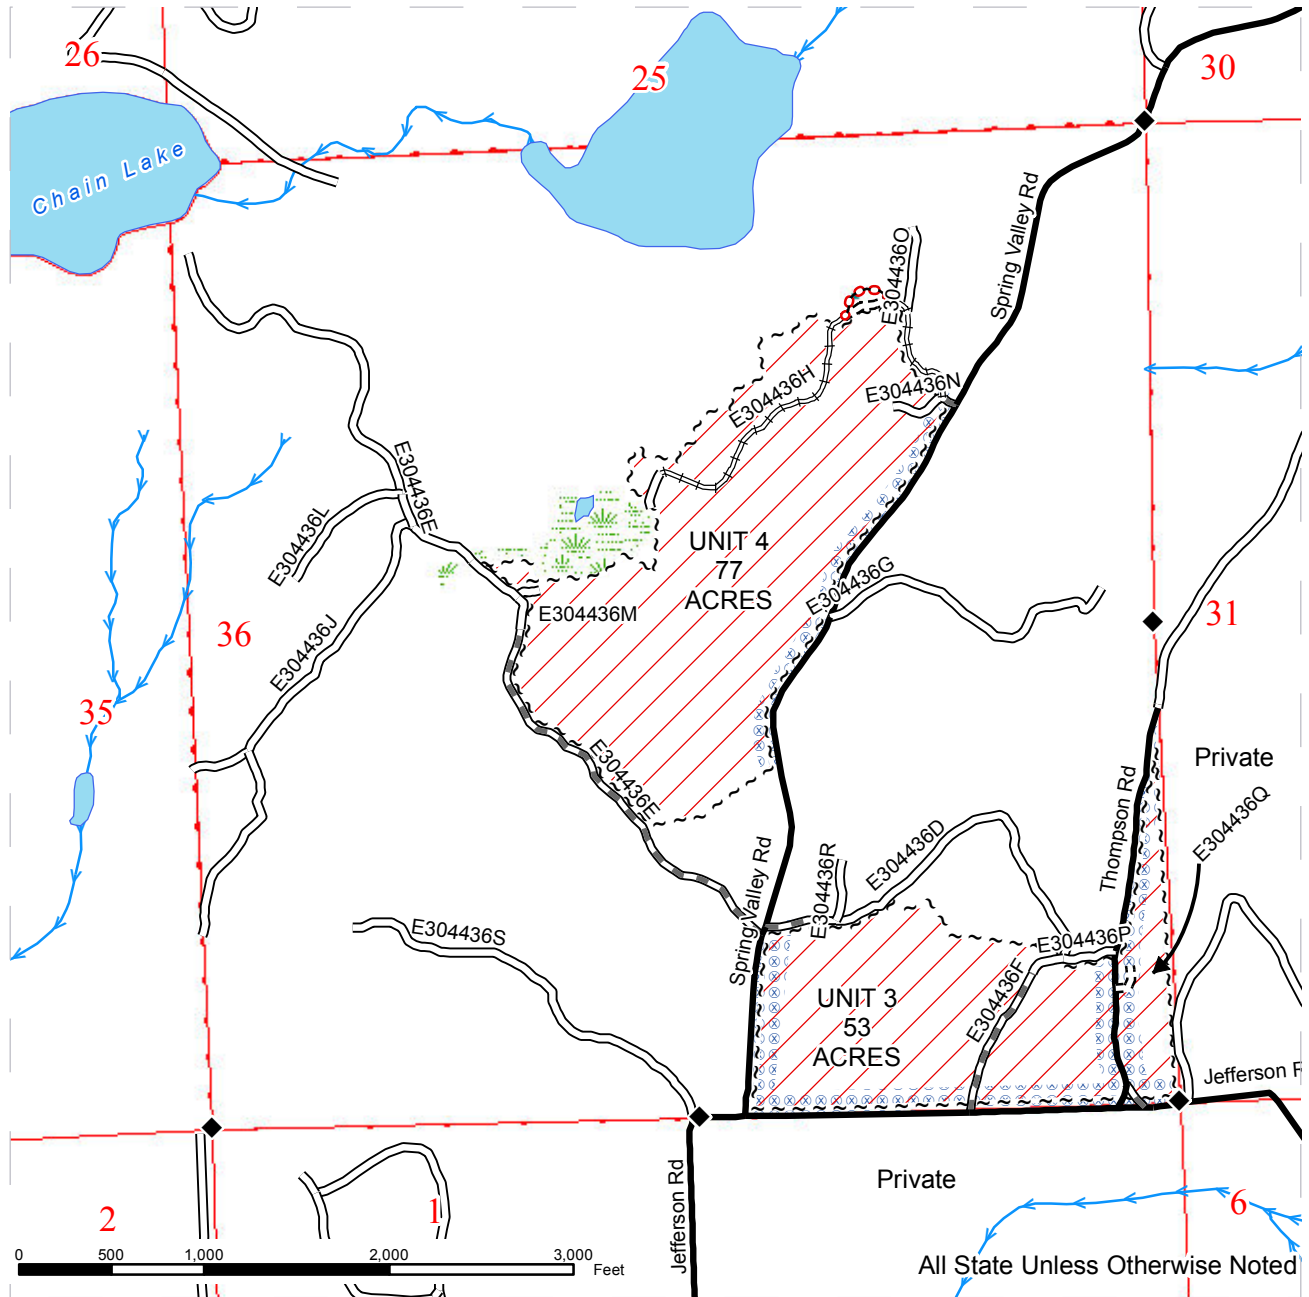 26
25
30
Chain Lake
Spring Valley Rd
E304436O
E304436H
E304436N
E304436E
E304436L
UNIT 4
77
ACRES
E304436G
E304436M
36
31
E304436J
35
E304436E
Private
Thompson Rd
E304436Q
Spring Valley Rd
E304436R
E304436D
E304436S
E304436P
E304436F
UNIT 3
53
ACRES
Jefferson R
Jefferson Rd
Private
2
1
6
0 500 1,000 2,000 3,000
Feet
All State Unless Otherwise Noted